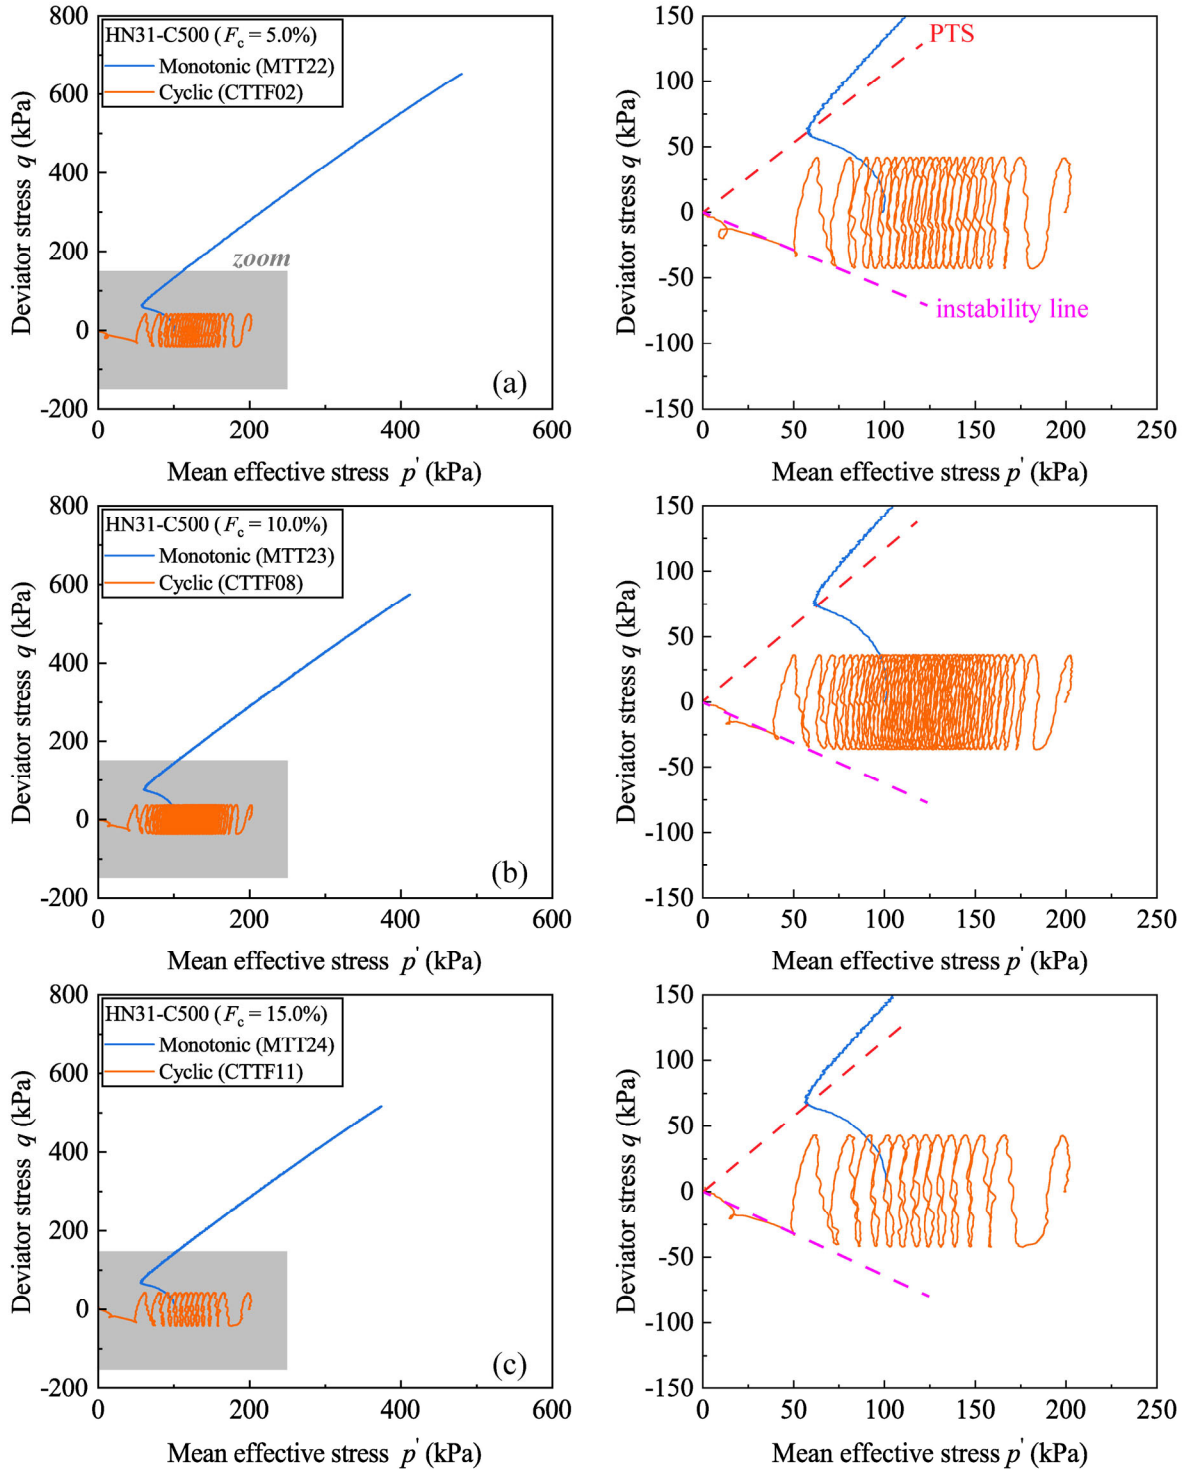 800
600
400
200
0
-200
0
200
400
600
Deviator stress q (kPa)
Mean effective stress p' (kPa)
HN31-C500 (Fc = 5.0%)
Monotonic (MTT22)
Cyclic (CTTF02)
zoom
(a)
150
100
50
0
-50
-100
-150
0
50
100
150
200
250
Deviator stress q (kPa)
Mean effective stress p' (kPa)
PTS
instability line
800
600
400
200
0
-200
0
200
400
600
Deviator stress q (kPa)
Mean effective stress p' (kPa)
HN31-C500 (Fc = 10.0%)
Monotonic (MTT23)
Cyclic (CTTF08)
(b)
150
100
50
0
-50
-100
-150
0
50
100
150
200
250
Deviator stress q (kPa)
Mean effective stress p' (kPa)
800
600
400
200
0
-200
0
200
400
600
Deviator stress q (kPa)
Mean effective stress p' (kPa)
HN31-C500 (Fc = 15.0%)
Monotonic (MTT24)
Cyclic (CTTF11)
(c)
150
100
50
0
-50
-100
-150
0
50
100
150
200
250
Deviator stress q (kPa)
Mean effective stress p' (kPa)